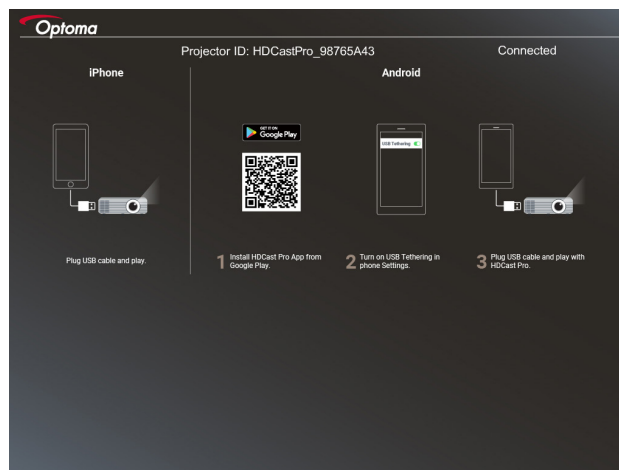 Optoma
Projector ID: HDCastPro_98765A43
Connected
iPhone
Android
GET IT ON
Google Play
USB Tethering
Plug USB cable and play.
1 Install HDCast Pro App from
Google Play.
2 Turn on USB Tethering in
phone Settings.
3 Plug USB cable and play with
HDCast Pro.